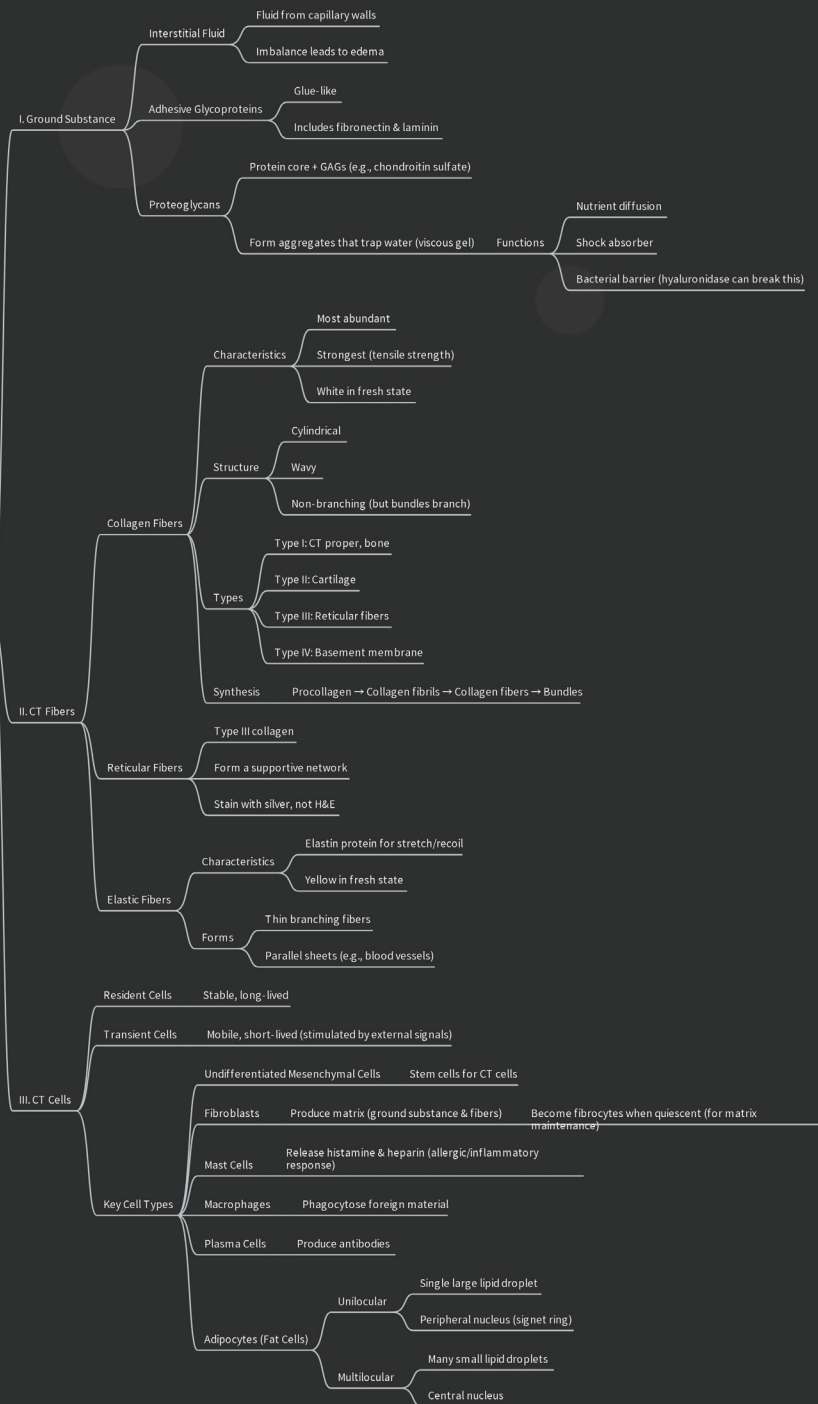 I. Ground Substance
Interstitial Fluid
Fluid from capillary walls
Imbalance leads to edema
Adhesive Glycoproteins
Glue-like
Includes fibronectin & laminin
Proteoglycans
Protein core + GAGs (e.g., chondroitin sulfate)
Form aggregates that trap water (viscous gel)
Functions
Nutrient diffusion
Shock absorber
Bacterial barrier (hyaluronidase can break this)
II. CT Fibers
Collagen Fibers
Characteristics
Most abundant
Strongest (tensile strength)
White in fresh state
Structure
Cylindrical
Wavy
Non-branching (but bundles branch)
Types
Type I: CT proper, bone
Type II: Cartilage
Type III: Reticular fibers
Type IV: Basement membrane
Synthesis
Procollagen → Collagen fibrils → Collagen fibers → Bundles
Reticular Fibers
Type III collagen
Form a supportive network
Stain with silver, not H&E
Elastic Fibers
Characteristics
Elastin protein for stretch/recoil
Yellow in fresh state
Forms
Thin branching fibers
Parallel sheets (e.g., blood vessels)
III. CT Cells
Resident Cells
Stable, long-lived
Transient Cells
Mobile, short-lived (stimulated by external signals)
Key Cell Types
Undifferentiated Mesenchymal Cells
Stem cells for CT cells
Fibroblasts
Produce matrix (ground substance & fibers)
Become fibrocytes when quiescent (for matrix
maintenance)
Mast Cells
Release histamine & heparin (allergic/inflammatory
response)
Macrophages
Phagocytose foreign material
Plasma Cells
Produce antibodies
Adipocytes (Fat Cells)
Unilocular
Single large lipid droplet
Peripheral nucleus (signet ring)
Multilocular
Many small lipid droplets
Central nucleus